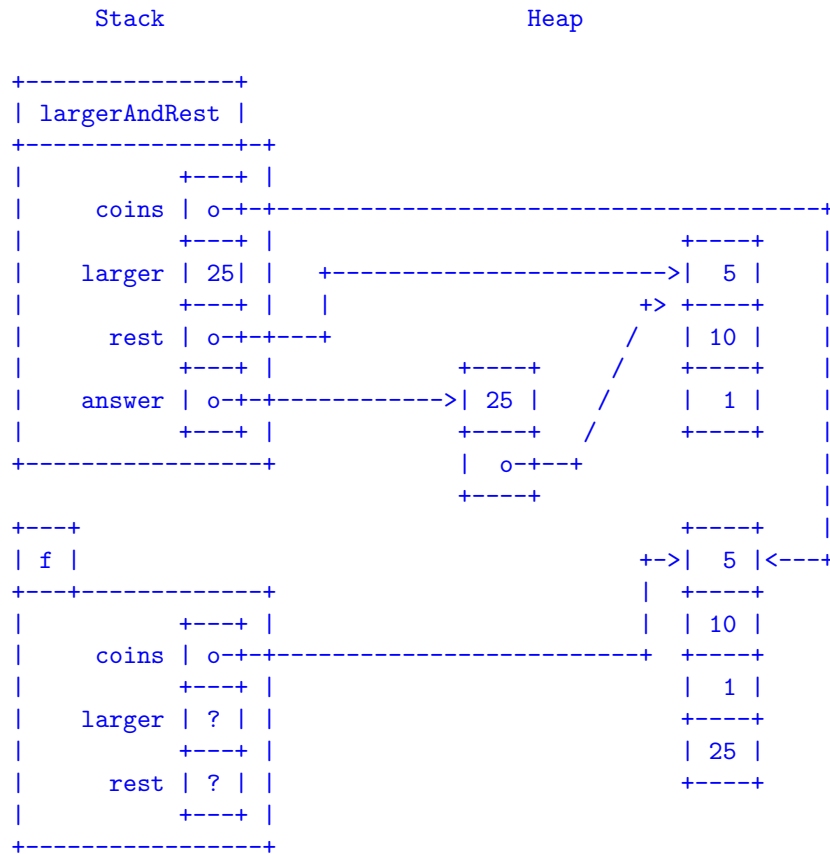 Stack Heap
largerAndRest
coins o
larger 25 5
rest o 10
answer o 25 1
o
f 5
coins o 10
larger ? 1
rest ? 25